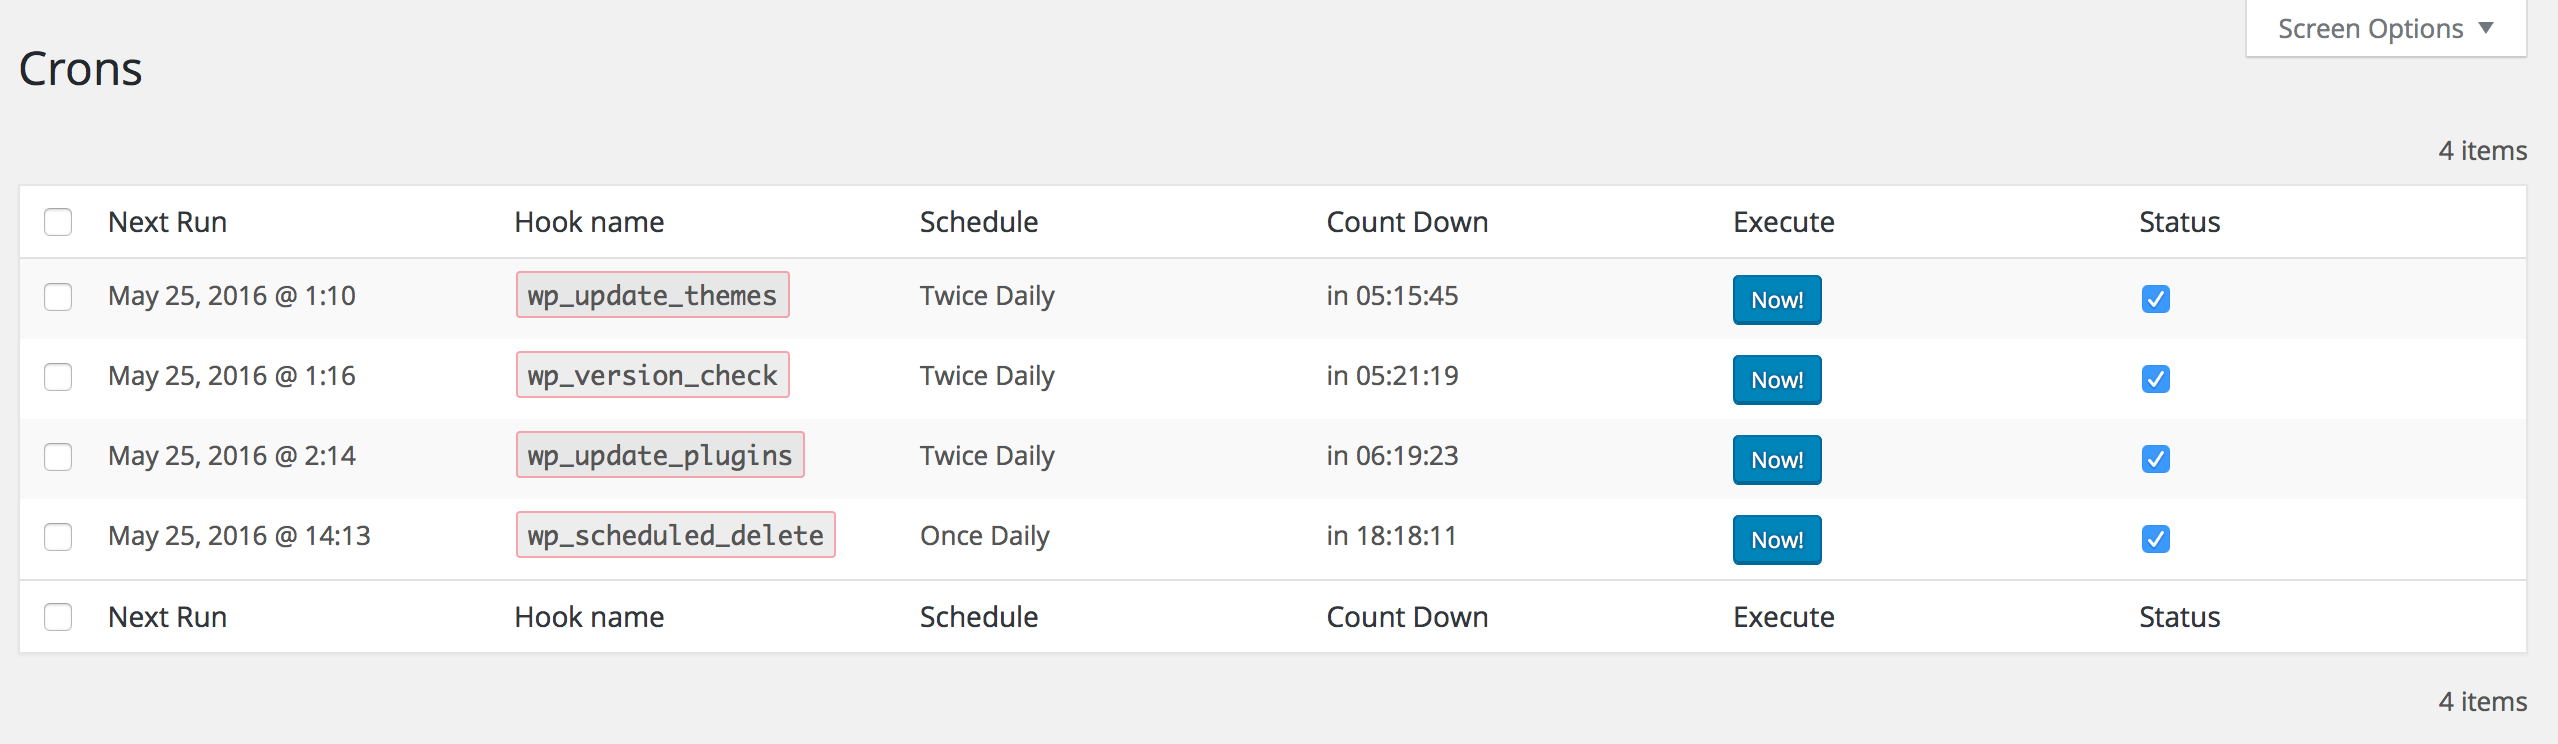 Screen Options
Crons
4 items
Next Run Hook name Schedule Count Down Execute Status
May 25, 2016 @ 1:10 wp_update_themes Twice Daily in 05:15:45 Now!
May 25, 2016 @ 1:16 wp_version_check Twice Daily in 05:21:19 Now!
May 25, 2016 @ 2:14 wp_update_plugins Twice Daily in 06:19:23 Now!
May 25, 2016 @ 14:13 wp_scheduled_delete Once Daily in 18:18:11 Now!
Next Run Hook name Schedule Count Down Execute Status
4 items